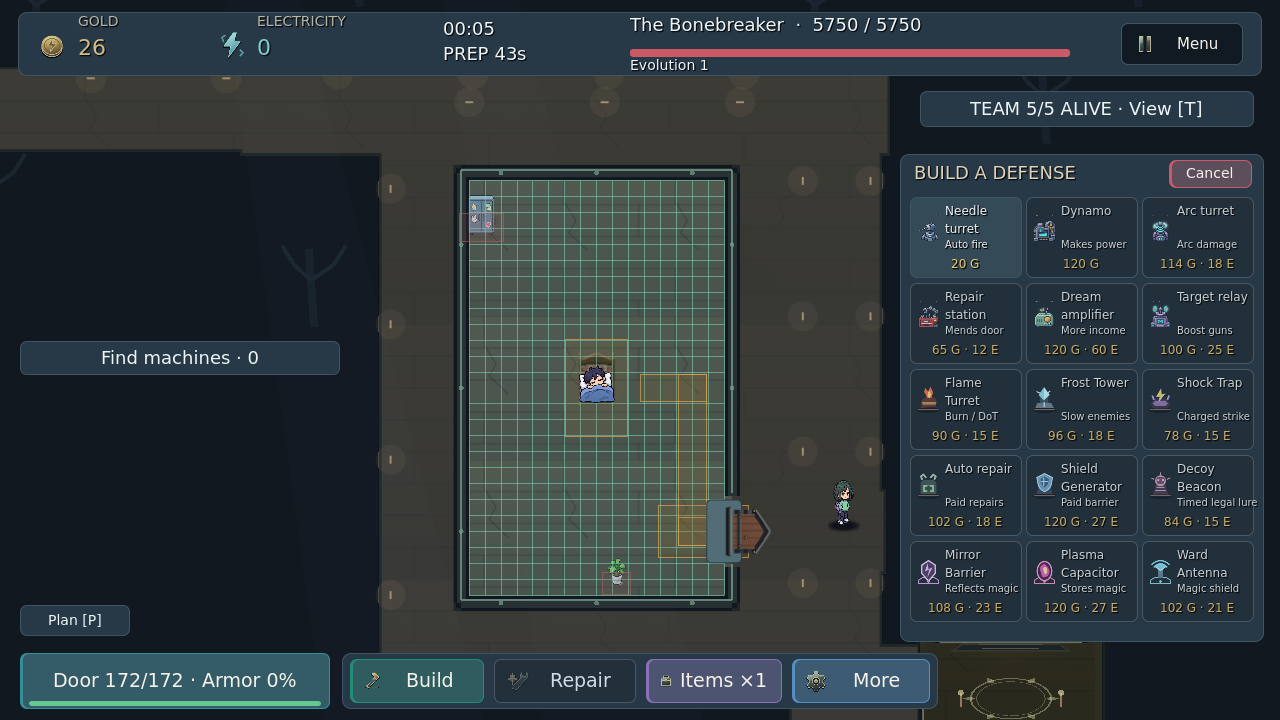 GOLD
26
ELECTRICITY
0
00:05
PREP 43s
The Bonebreaker · 5750 / 5750
Evolution 1
Menu
TEAM 5/5 ALIVE · View [T]
BUILD A DEFENSE
Cancel
Needle turret
Auto fire
20 G
Dynamo
Makes power
120 G
Arc turret
Arc damage
114 G · 18 E
Repair station
Mends door
65 G · 12 E
Dream amplifier
More income
120 G · 60 E
Target relay
Boost guns
100 G · 25 E
Flame Turret
Burn / DoT
90 G · 15 E
Frost Tower
Slow enemies
96 G · 18 E
Shock Trap
Charged strike
78 G · 15 E
Auto repair
Paid repairs
102 G · 18 E
Shield Generator
Paid barrier
120 G · 27 E
Decoy Beacon
Timed legal lure
84 G · 15 E
Mirror Barrier
Reflects magic
108 G · 23 E
Plasma Capacitor
Stores magic
120 G · 27 E
Ward Antenna
Magic shield
102 G · 21 E
Find machines · 0
Plan [P]
Door 172/172 · Armor 0%
Build
Repair
Items ×1
More